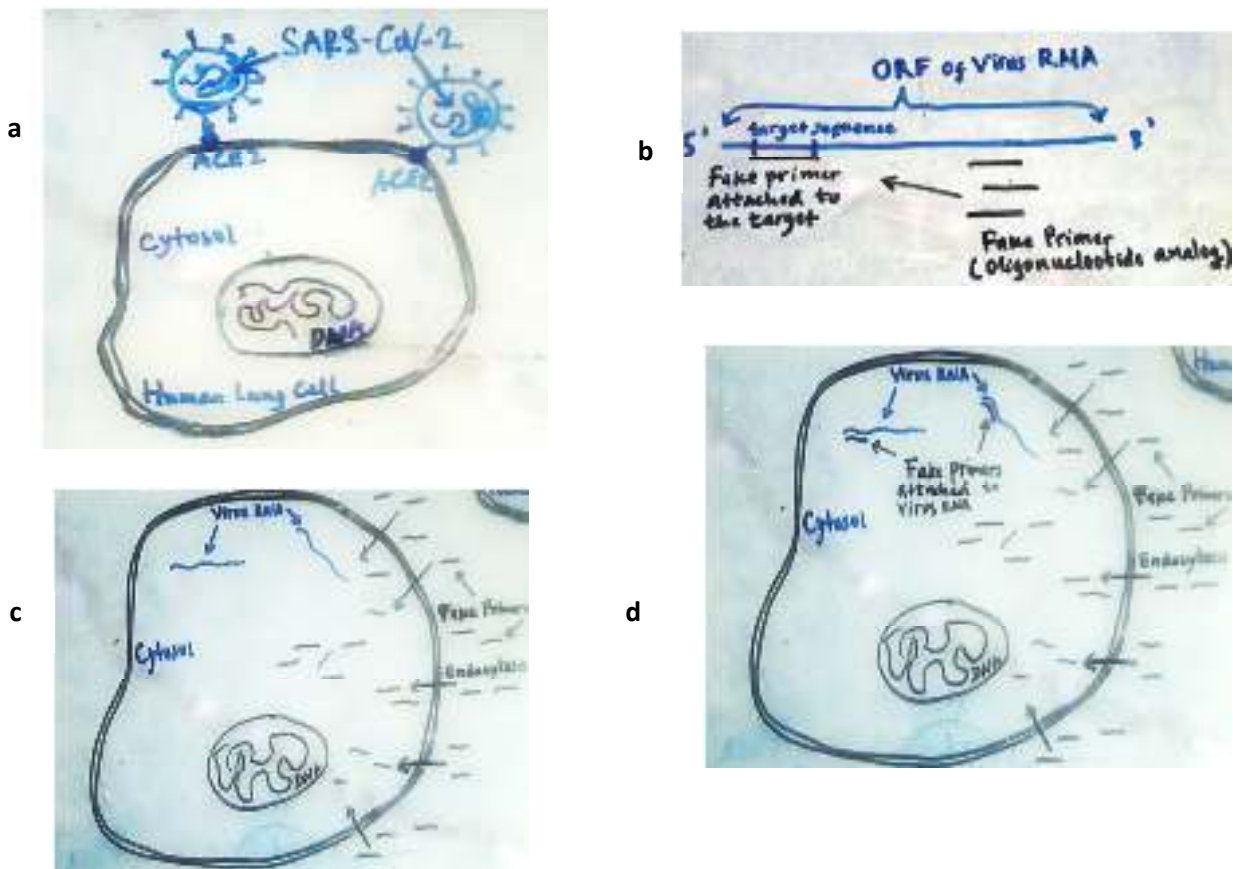 a
SARS-CoV-2
ACE2
ACE2
Cytosol
DNA
Human Lung Cell
b
ORF of Virus RNA
5'
target sequence
3'
Fake primer
attached to
the target
Fake Primer
(Oligonucleotide analog)
c
Virus RNA
Cytosol
Fake Primers
Endocytosis
DNA
d
Virus RNA
Fake Primers
attached to
Virus RNA
Cytosol
Fake Primers
Endocytosis
DNA